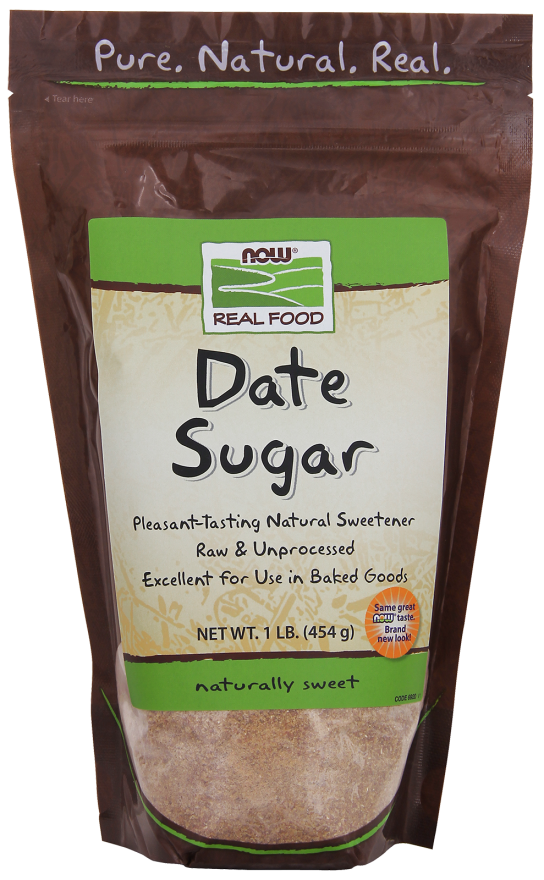 Pure. Natural. Real.
◄ Tear here
NOW®
REAL FOOD
Date
Sugar
Pleasant-Tasting Natural Sweetener
Raw & Unprocessed
Excellent for Use in Baked Goods
Same great
NOW® taste.
Brand
new look!
NET WT. 1 LB. (454 g)
naturally sweet
CODE